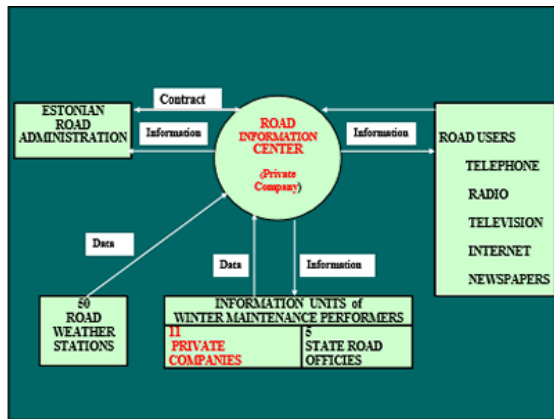 Contract
ESTONIAN
ROAD
ADMINISTRATION
Information
ROAD
INFORMATION
CENTER
(Private
Company)
Information
ROAD USERS
TELEPHONE
RADIO
TELEVISION
INTERNET
NEWSPAPERS
Data
Data
Information
50
ROAD
WEATHER
STATIONS
INFORMATION UNITS of
WINTER MAINTENANCE PERFORMERS
11
PRIVATE
COMPANIES
5
STATE ROAD
OFFICIES